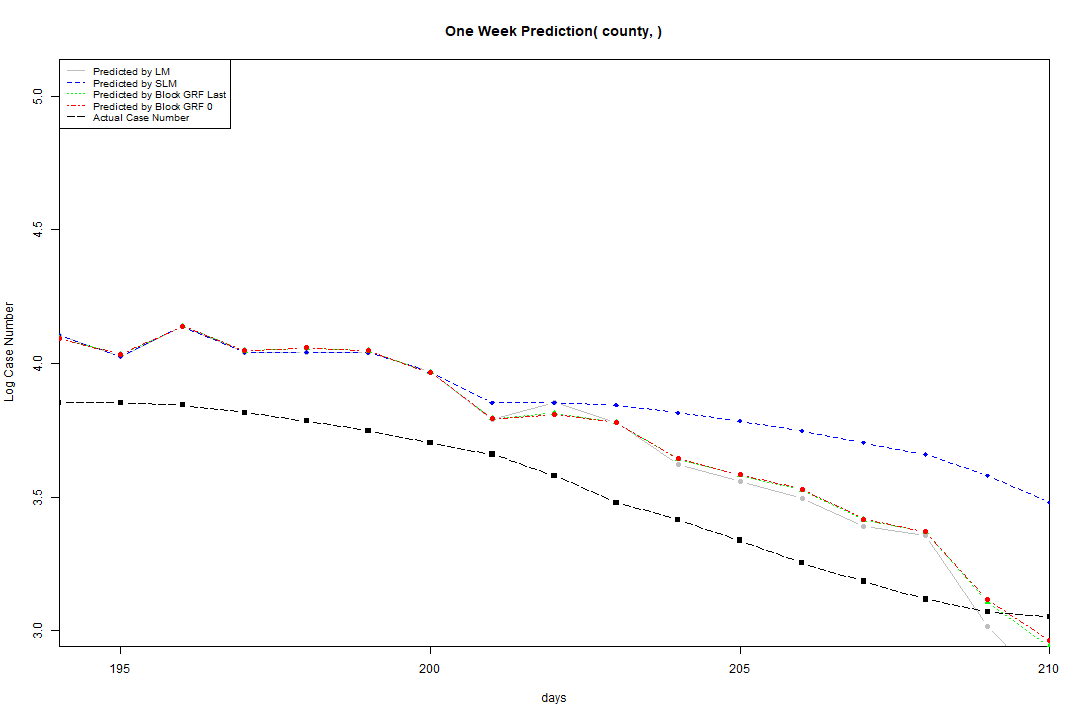 One Week Prediction( county, )
Predicted by LM
Predicted by SLM
Predicted by Block GRF Last
Predicted by Block GRF 0
Actual Case Number
5.0
4.5
4.0
3.5
3.0
Log Case Number
195
200
205
210
days